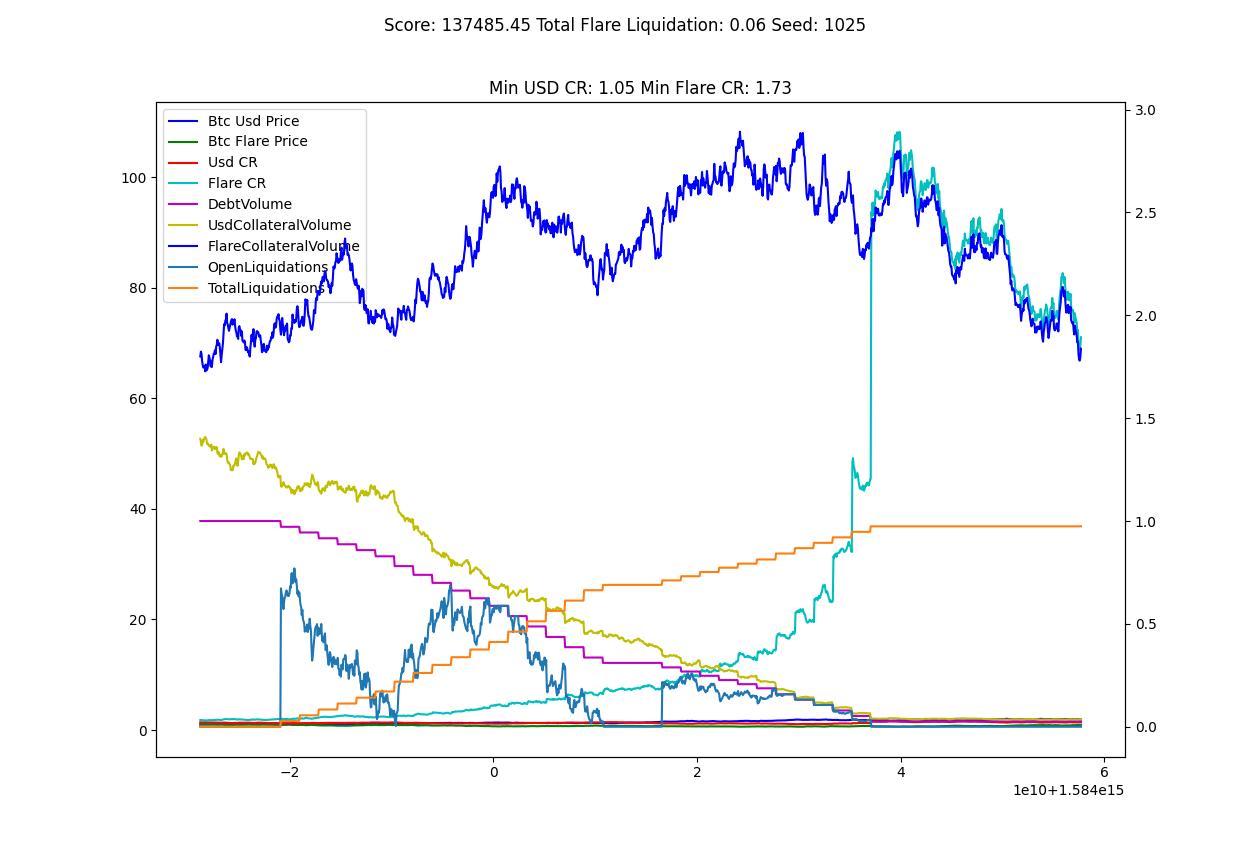 Score: 137485.45 Total Flare Liquidation: 0.06 Seed: 1025
Min USD CR: 1.05 Min Flare CR: 1.73
Btc Usd Price
Btc Flare Price
Usd CR
Flare CR
DebtVolume
UsdCollateralVolume
FlareCollateralVolume
OpenLiquidations
TotalLiquidations
100
80
60
40
20
0
3.0
2.5
2.0
1.5
1.0
0.5
0.0
−2
0
2
4
6
1e10+1.584e15